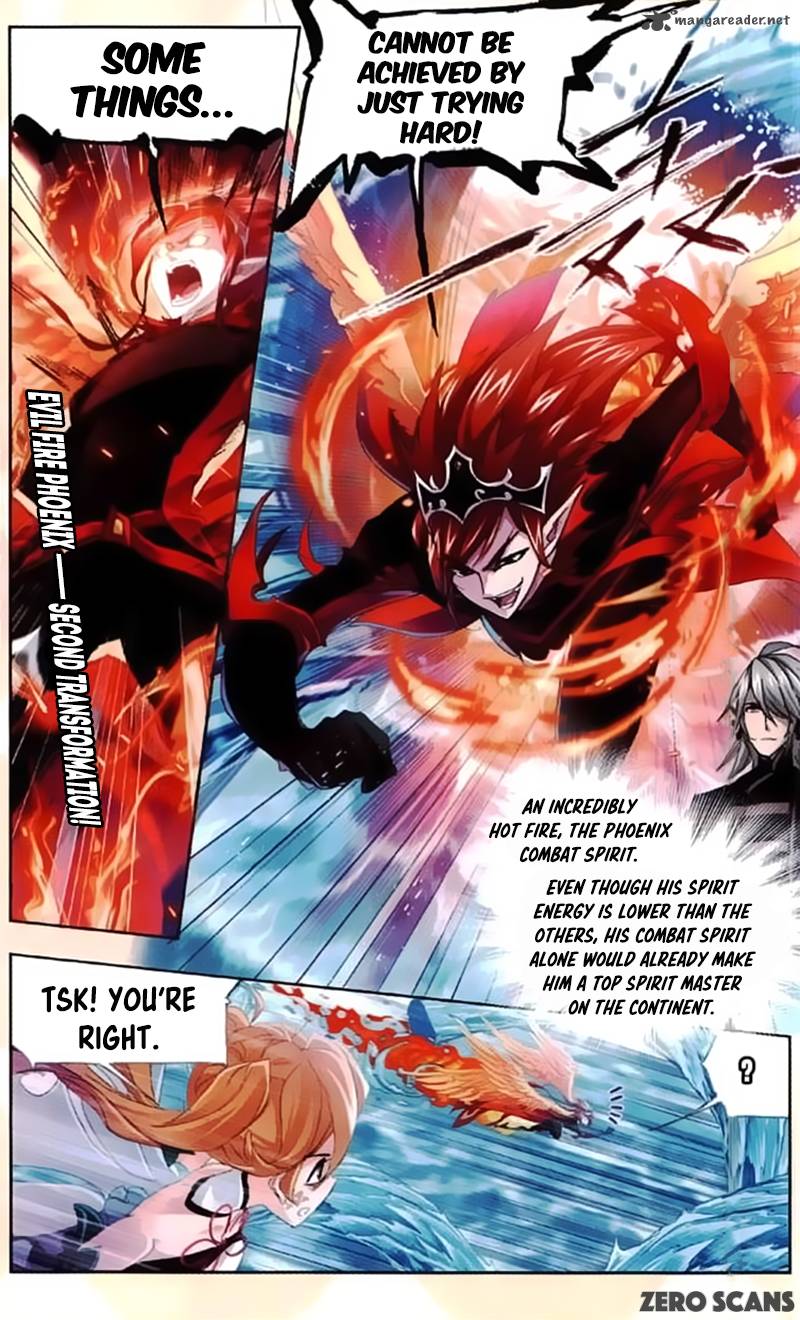 mangareader.net
SOME
THINGS...
CANNOT BE
ACHIEVED BY
JUST TRYING
HARD!
EVIL FIRE PHOENIX — SECOND TRANSFORMATION!
AN INCREDIBLY
HOT FIRE, THE PHOENIX
COMBAT SPIRIT.
EVEN THOUGH HIS SPIRIT
ENERGY IS LOWER THAN THE
OTHERS, HIS COMBAT SPIRIT
ALONE WOULD ALREADY MAKE
HIM A TOP SPIRIT MASTER
ON THE CONTINENT.
TSK! YOU'RE
RIGHT.
?
ZERO SCANS